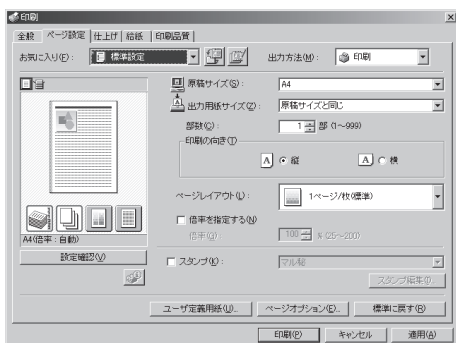 印刷
全般 ページ設定 仕上げ 給紙 印刷品質
お気に入り(F): 標準設定 出力方法(M): 印刷
原稿サイズ(S): A4
出力用紙サイズ(Z): 原稿サイズと同じ
部数(C): 1 部 (1～999)
印刷の向き(T)
A 縦 A 横
ページレイアウト(L): 1ページ/枚(標準)
倍率を指定する(N)
倍率(G): 100 % (25～200)
A4(倍率:自動)
設定確認(V)
スタンプ(K): マル秘
スタンプ編集(I)...
ユーザ定義用紙(U)... ページオプション(E)... 標準に戻す(R)
印刷(P) キャンセル 適用(A)